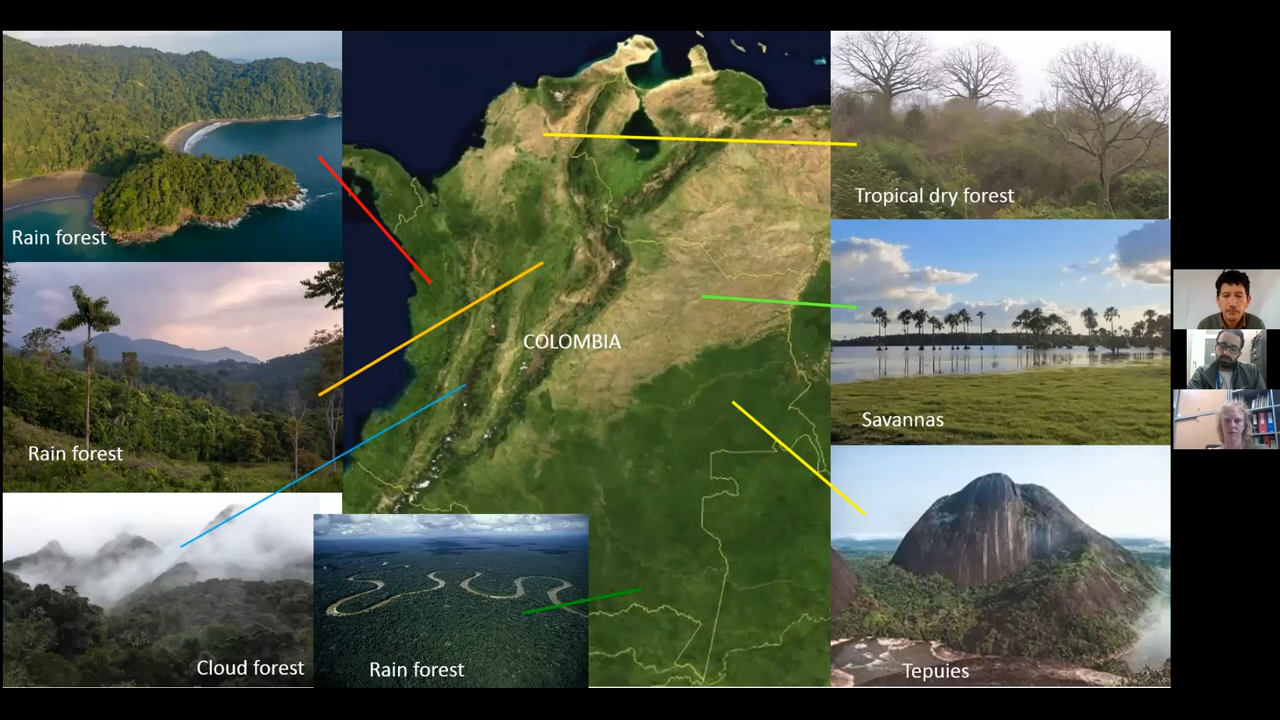 Rain forest
Tropical dry forest
COLOMBIA
Savannas
Rain forest
Cloud forest
Rain forest
Tepuies